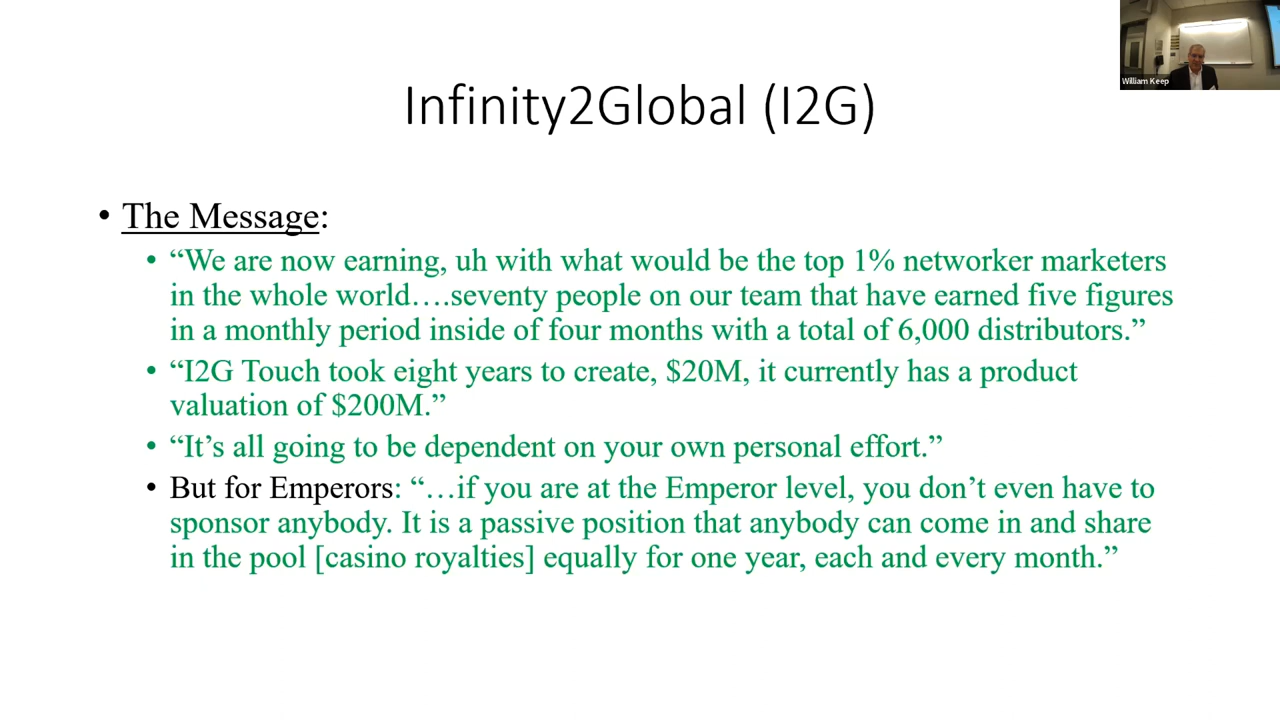 William Keep
Infinity2Global (I2G)
• The Message:
• “We are now earning, uh with what would be the top 1% networker marketers
in the whole world….seventy people on our team that have earned five figures
in a monthly period inside of four months with a total of 6,000 distributors.”
• “I2G Touch took eight years to create, $20M, it currently has a product
valuation of $200M.”
• “It’s all going to be dependent on your own personal effort.”
• But for Emperors: “…if you are at the Emperor level, you don’t even have to
sponsor anybody. It is a passive position that anybody can come in and share
in the pool [casino royalties] equally for one year, each and every month.”